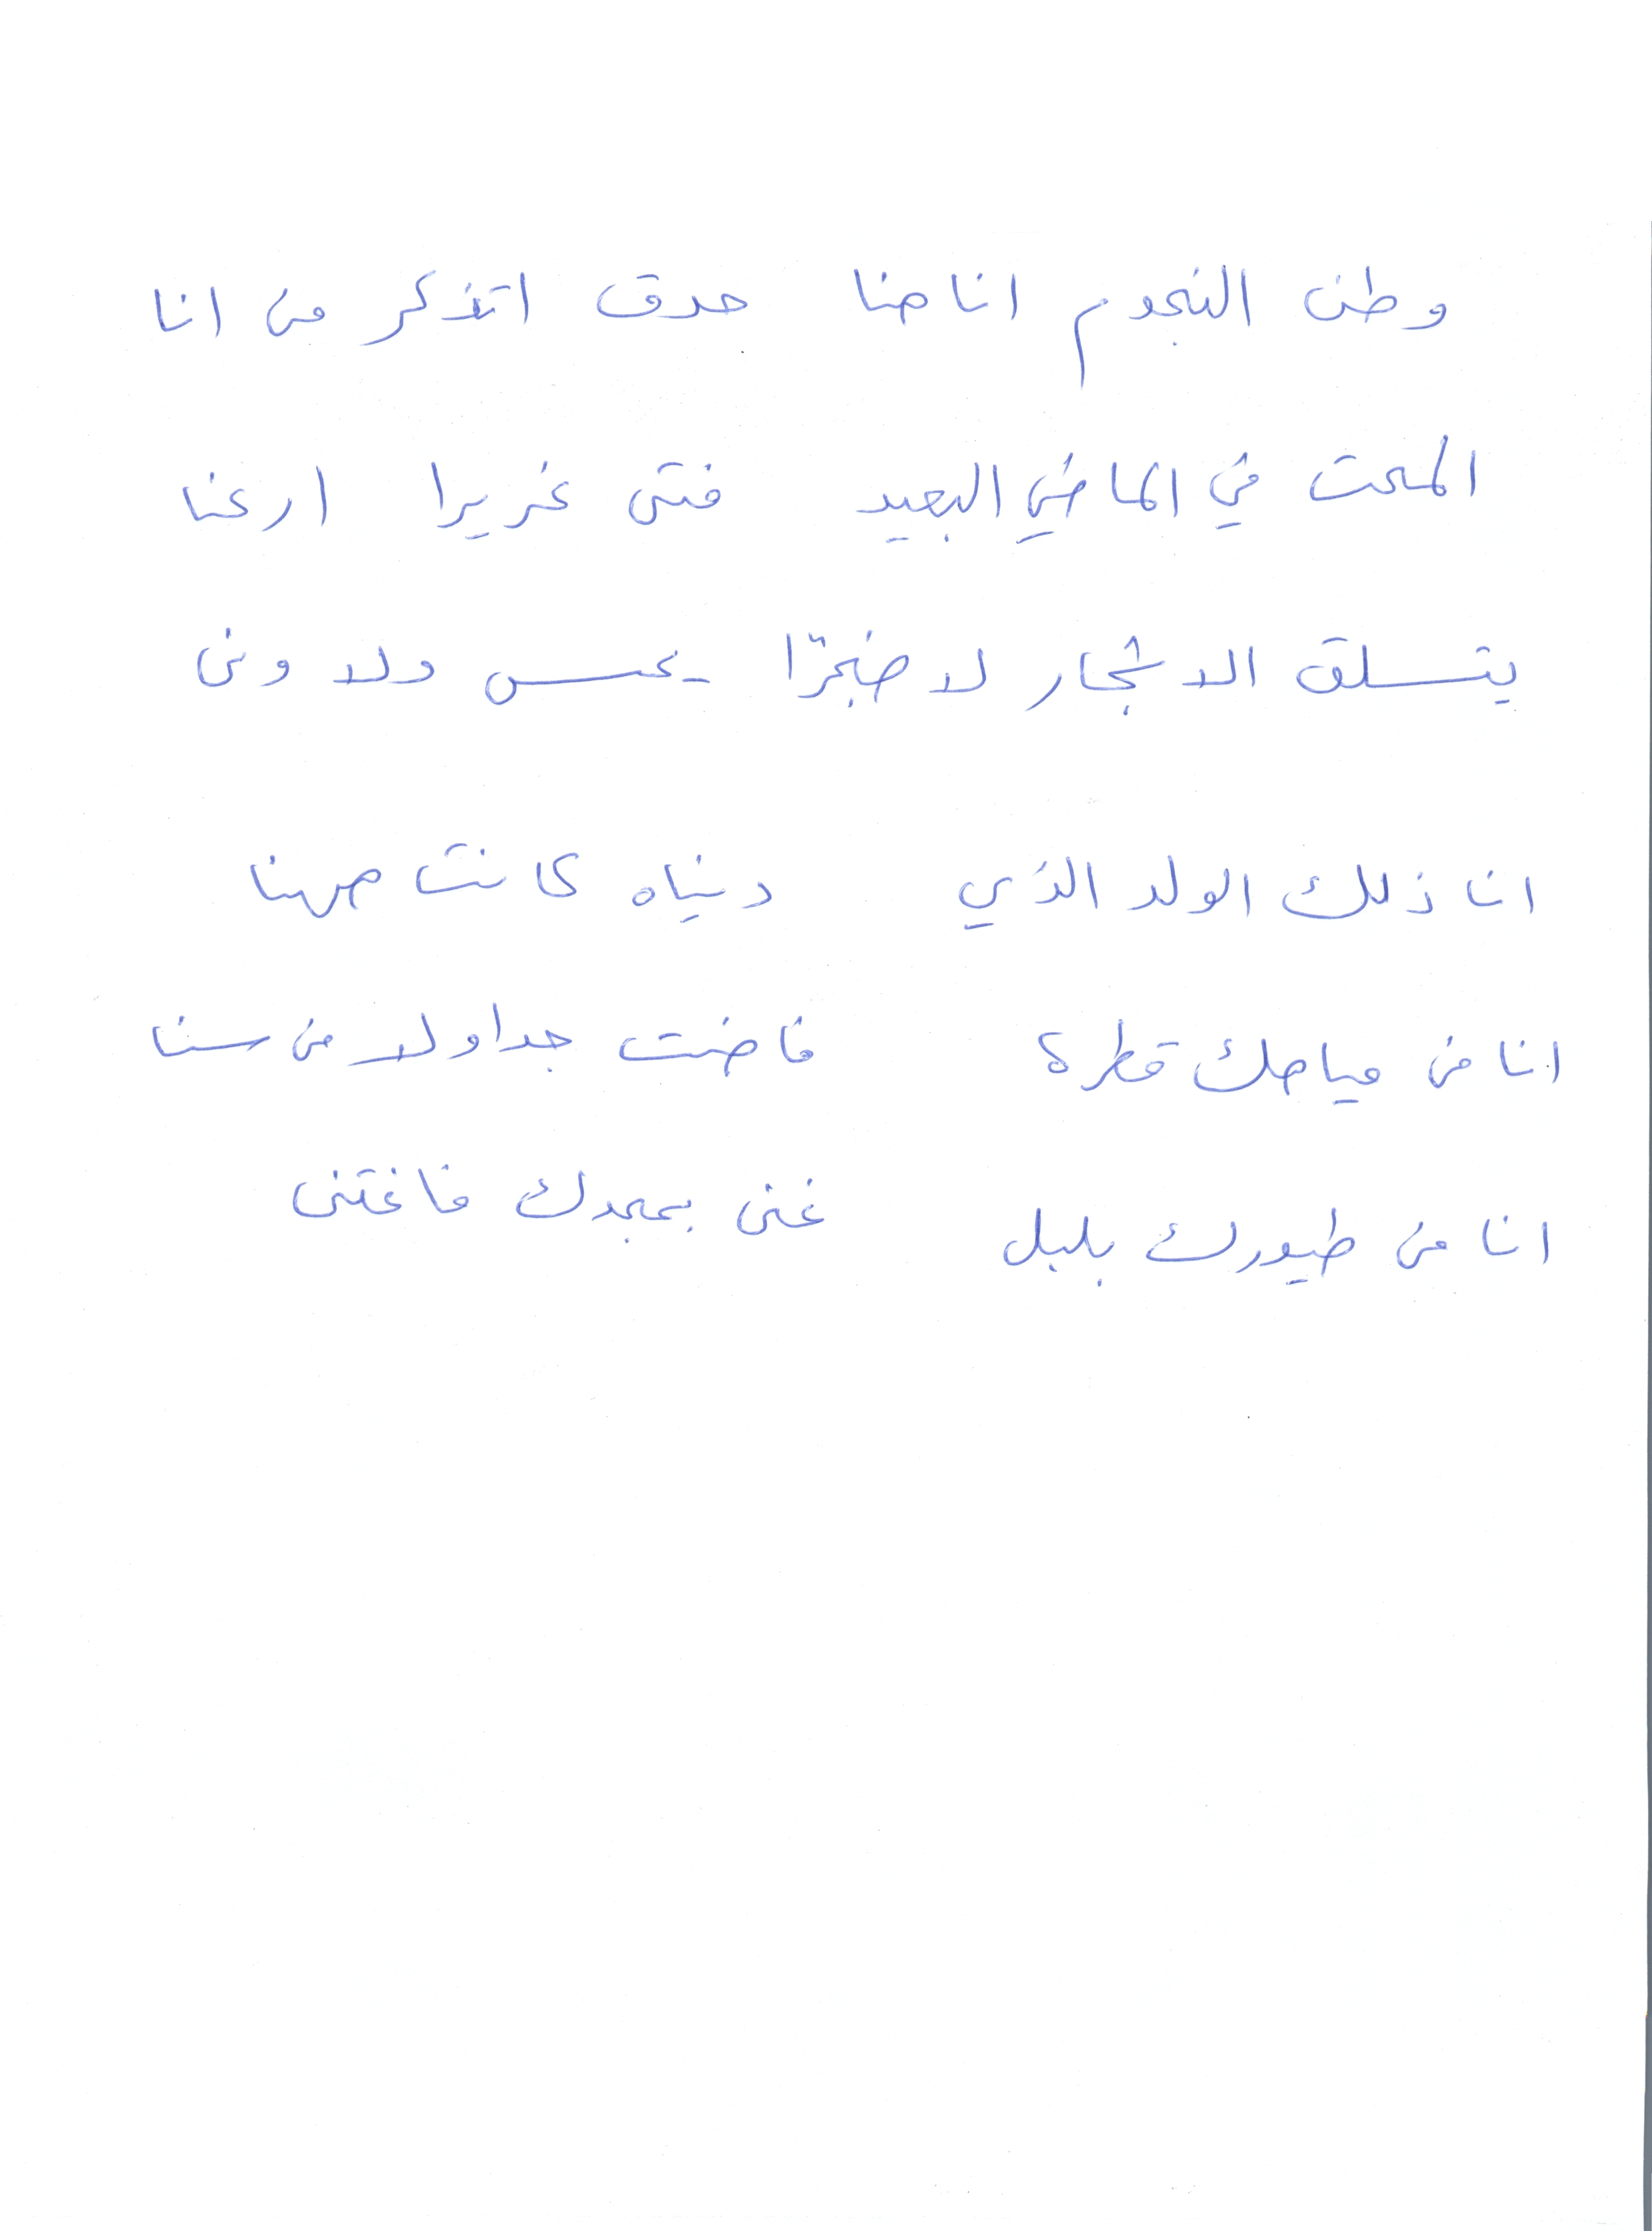 وطن النجوم انا هنا حدق اتذكر من انا
المحت في الماضي البعيد فتى غريرا ارعنا
يتسلق الاشجار لا ضجرًا يحس ولا ونى
انا ذلك الولد الذي دنياه كانت ههنا
انا من مياهك قطرة فاضت جداول من سنا
انا من طيورك بلبل غنى بمجدك فاغتنى